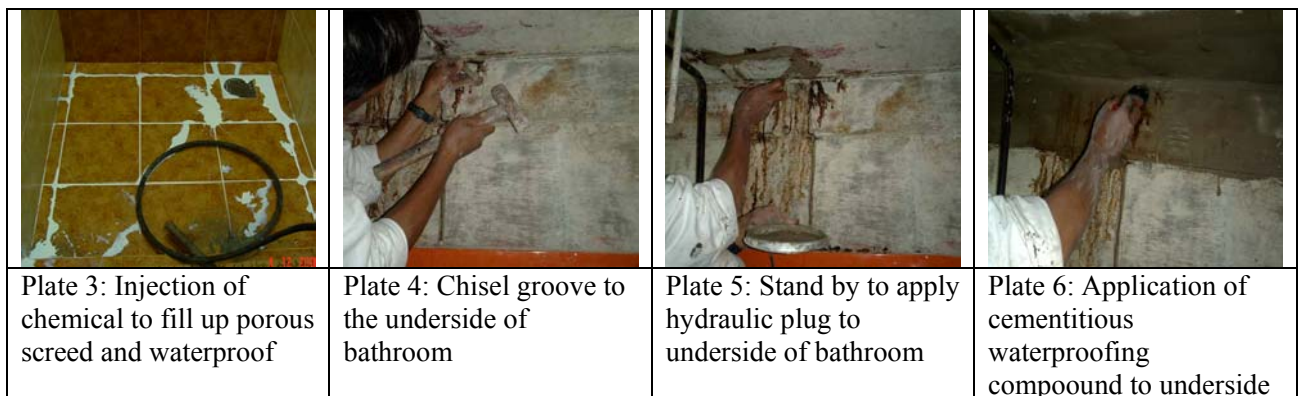 Plate 3: Injection of
chemical to fill up porous
screed and waterproof
Plate 4: Chisel groove to
the underside of
bathroom
Plate 5: Stand by to apply
hydraulic plug to
underside of bathroom
Plate 6: Application of
cementitious
waterproofing
compoound to underside